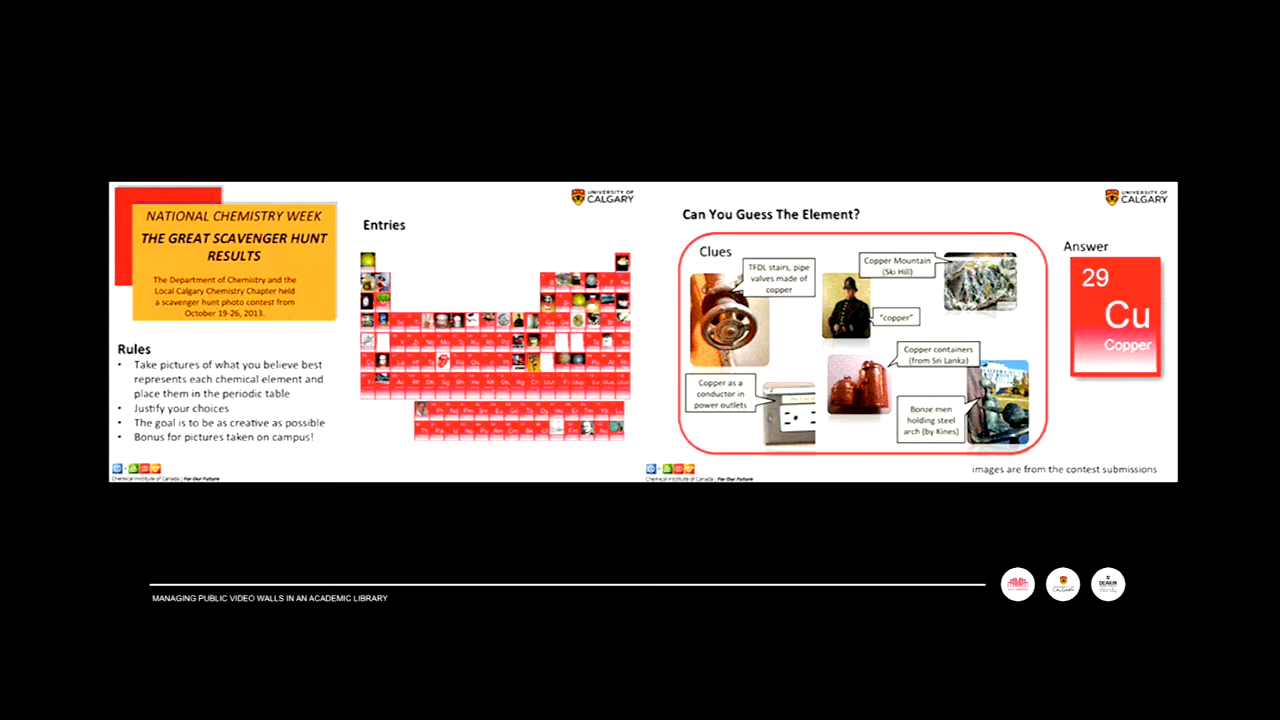 NATIONAL CHEMISTRY WEEK
THE GREAT SCAVENGER HUNT
RESULTS
The Department of Chemistry and the
Local Calgary Chemistry Chapter held
a scavenger hunt photo contest from
October 19-26, 2013.
Rules
• Take pictures of what you believe best
represents each chemical element and
place them in the periodic table
• Justify your choices
• The goal is to be as creative as possible
• Bonus for pictures taken on campus!
Chemical Institute of Canada | For Our Future
UNIVERSITY OF
CALGARY
Entries
UNIVERSITY OF
CALGARY
Can You Guess The Element?
Clues
TFDL stairs, pipe
valves made of
copper
Copper Mountain
(Ski Hill)
"copper"
Copper containers
(from Sri Lanka)
Copper as a
conductor in
power outlets
Bonze men
holding steel
arch (by Kines)
Answer
29
Cu
Copper
images are from the contest submissions
Chemical Institute of Canada | For Our Future
MANAGING PUBLIC VIDEO WALLS IN AN ACADEMIC LIBRARY
CALGARY
DEAKIN